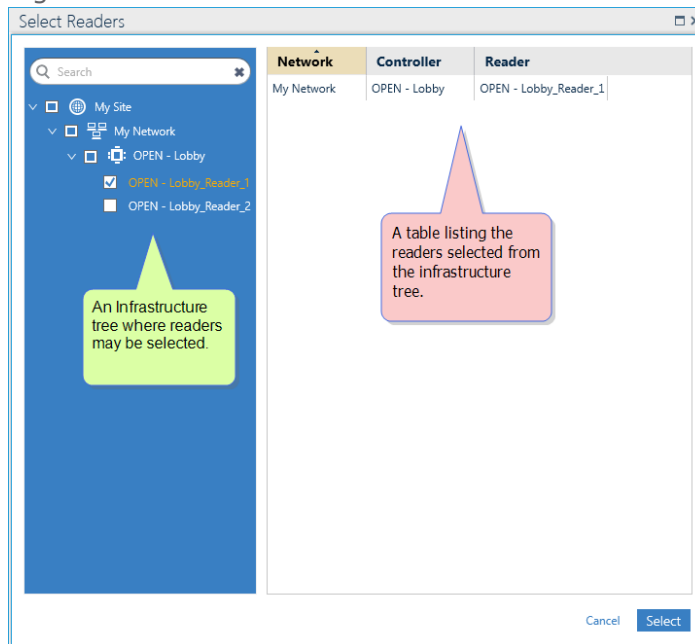 Select Readers
Search
My Site
My Network
OPEN - Lobby
OPEN - Lobby_Reader_1
OPEN - Lobby_Reader_2
An Infrastructure
tree where readers
may be selected.
Network Controller Reader
My Network OPEN - Lobby OPEN - Lobby_Reader_1
A table listing the
readers selected from
the infrastructure
tree.
Cancel Select